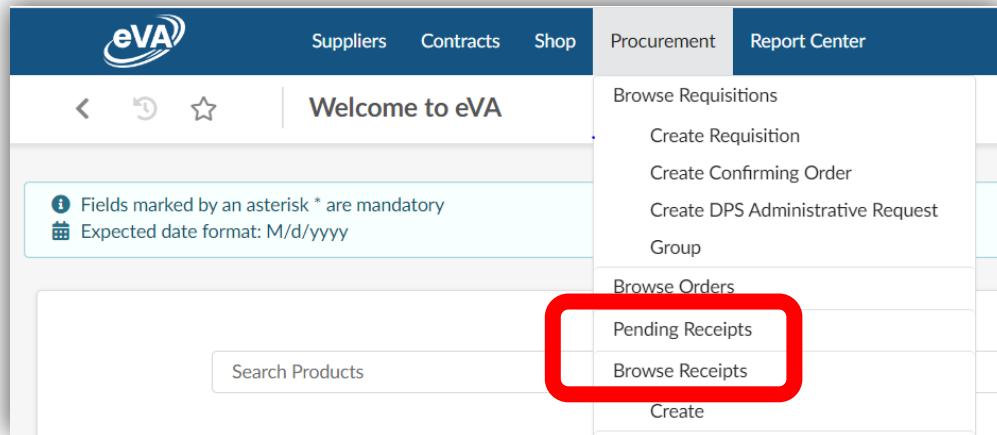 eVA Suppliers Contracts Shop Procurement Report Center
Welcome to eVA
Browse Requisitions
Create Requisition
Create Confirming Order
Create DPS Administrative Request
Group
Browse Orders
Pending Receipts
Browse Receipts
Create
Fields marked by an asterisk * are mandatory
Expected date format: M/d/yyyy
Search Products